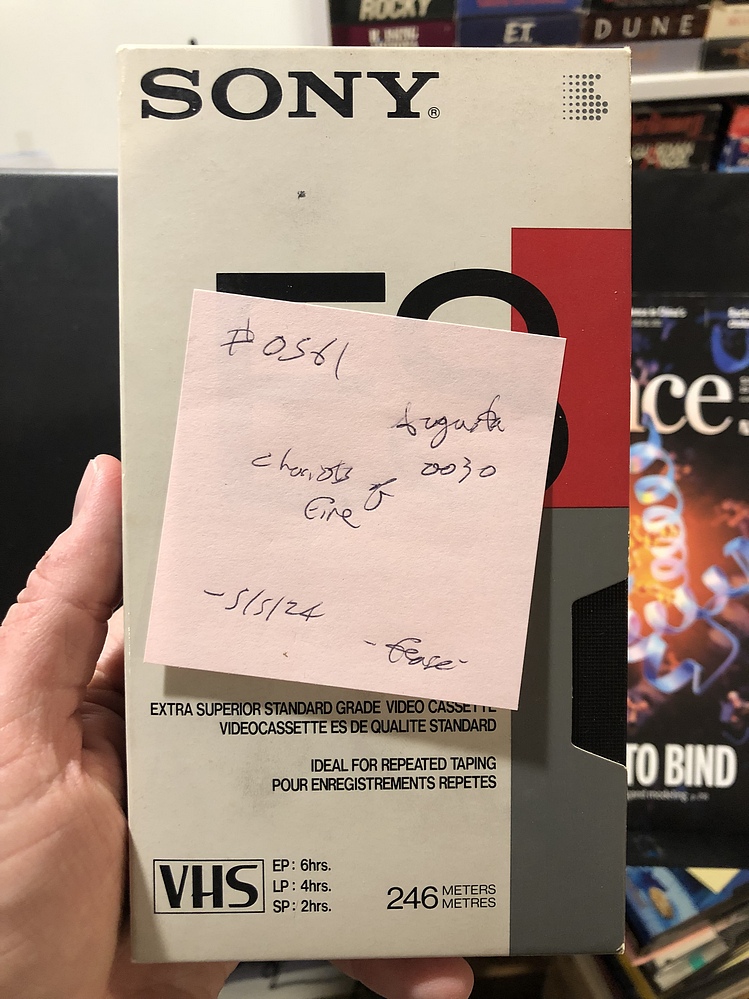 ROCKY
E.T.
DUNE
SONY®
ES
#0561
Augusta
0030
Chariots of
Fire
-5/5/24
EXTRA SUPERIOR STANDARD GRADE VIDEO CASSETTE
VIDEOCASSETTE ES DE QUALITE STANDARD
IDEAL FOR REPEATED TAPING
POUR ENREGISTREMENTS REPETES
VHS
EP: 6hrs.
LP: 4hrs.
SP: 2hrs.
246 METERS
METRES
nce
TO BIND